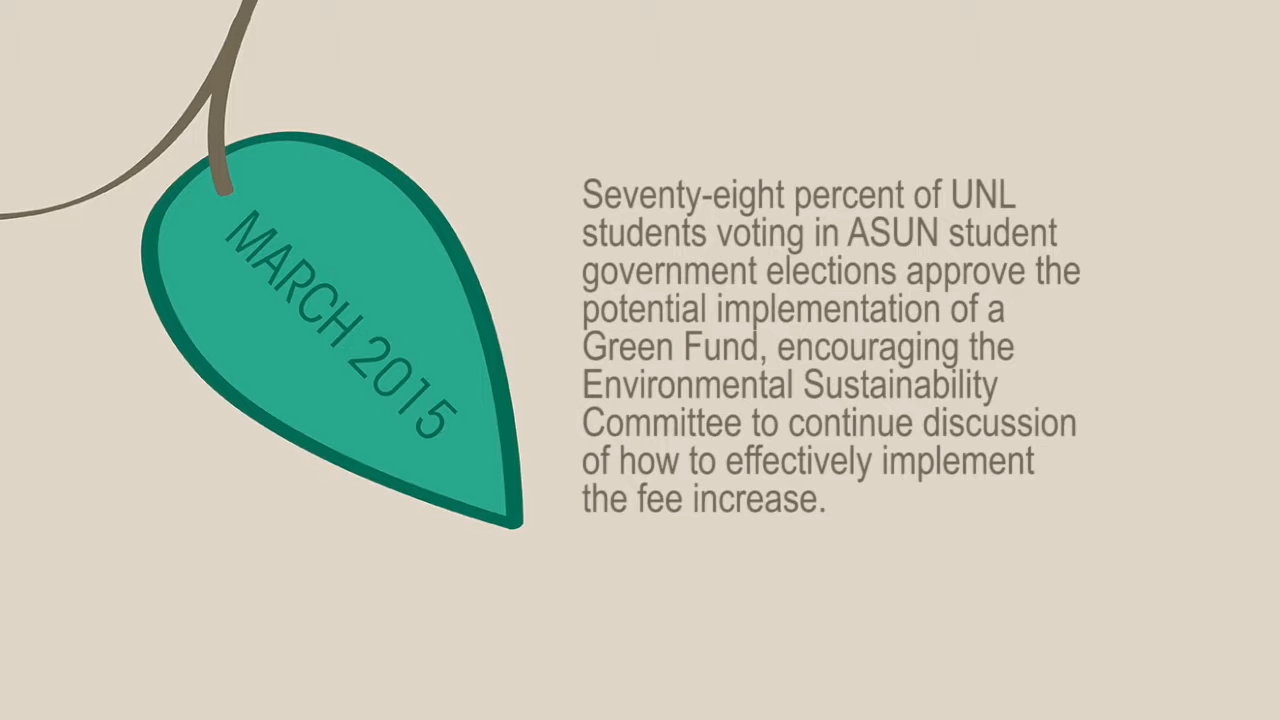 MARCH 2015
Seventy-eight percent of UNL
students voting in ASUN student
government elections approve the
potential implementation of a
Green Fund, encouraging the
Environmental Sustainability
Committee to continue discussion
of how to effectively implement
the fee increase.